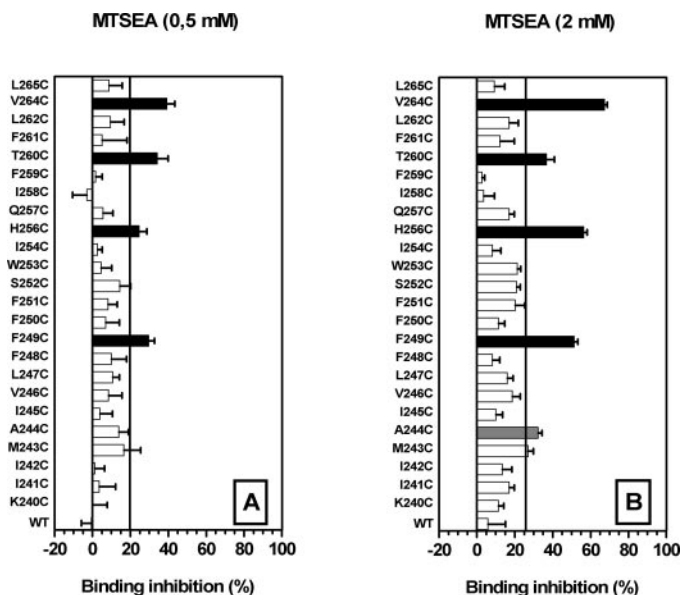 MTSEA (0,5 mM)
L265C
V264C
L262C
F261C
T260C
F259C
I258C
Q257C
H256C
I254C
W253C
S252C
F251C
F250C
F249C
F248C
L247C
V246C
I245C
A244C
M243C
I242C
I241C
K240C
WT
A
-20 0 20 40 60 80 100
Binding inhibition (%)
MTSEA (2 mM)
L265C
V264C
L262C
F261C
T260C
F259C
I258C
Q257C
H256C
I264C
W253C
S252C
F251C
F250C
F249C
F248C
L247C
V246C
I245C
A244C
M243C
I242C
I241C
K240C
WT
B
-20 0 20 40 60 80 100
Binding inhibition (%)